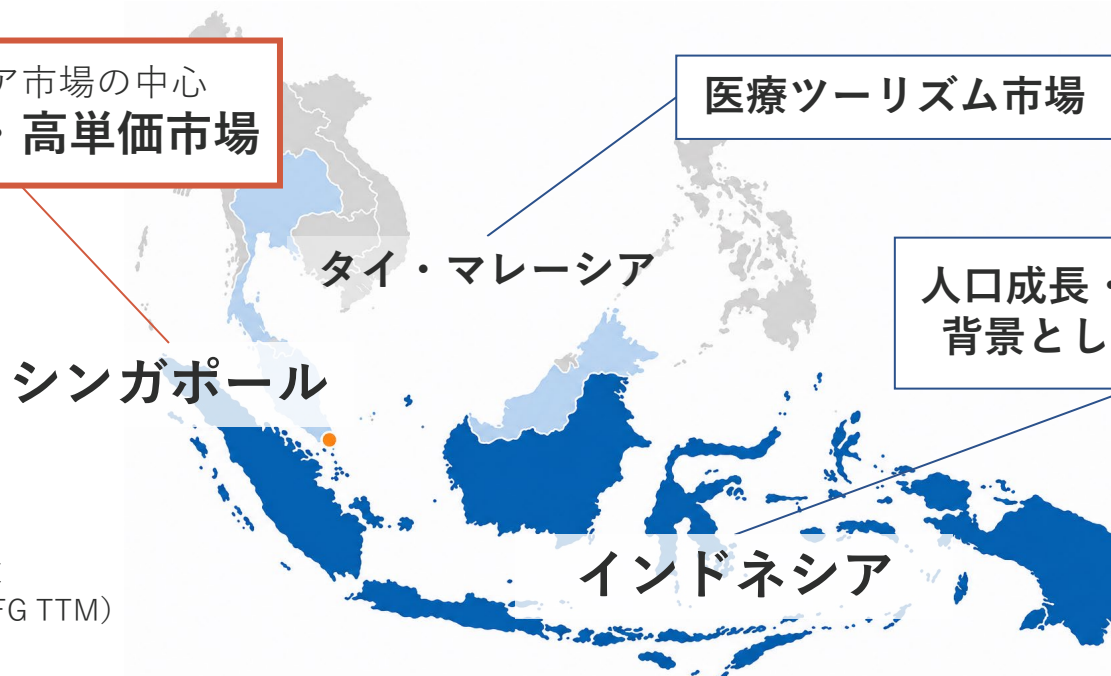 ア市場の中心
・高単価市場
医療ツーリズム市場
タイ・マレーシア
人口成長・
背景とし
シンガポール
インドネシア
FG TTM）